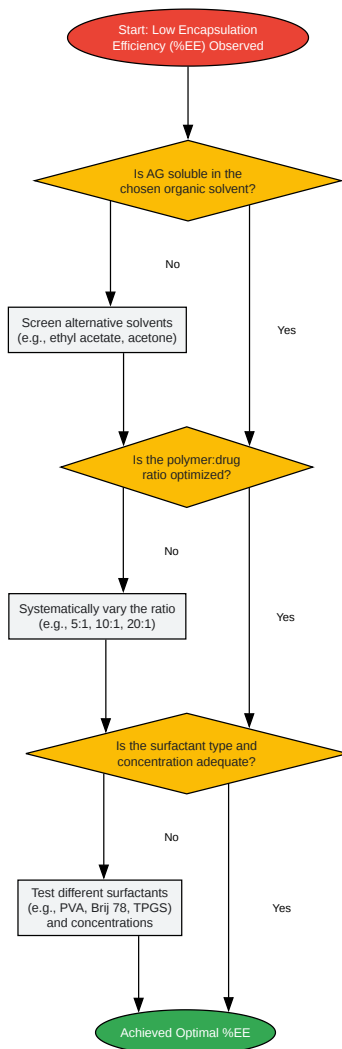 Start: Low Encapsulation
Efficiency (%EE) Observed
Is AG soluble in the
chosen organic solvent?
No
Screen alternative solvents
(e.g., ethyl acetate, acetone)
Yes
Is the polymer:drug
ratio optimized?
No
Systematically vary the ratio
(e.g., 5:1, 10:1, 20:1)
Yes
Is the surfactant type and
concentration adequate?
No
Test different surfactants
(e.g., PVA, Brij 78, TPGS)
and concentrations
Yes
Achieved Optimal %EE